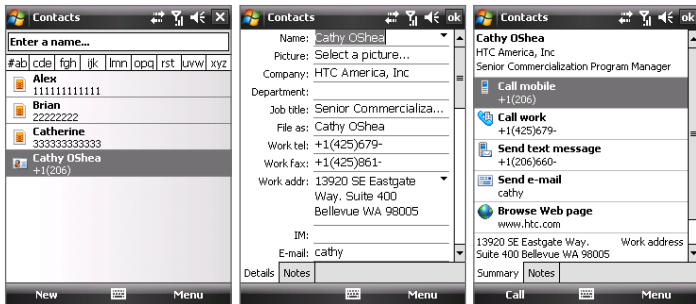 Contacts
Enter a name...
#ab cde fgh ijk lmn opq rst uvw xyz
Alex
111111111111
Brian
22222222
Catherine
333333333333
Cathy OShea
+1(206)
New Menu
Contacts ok
Name: Cathy OShea
Picture: Select a picture...
Company: HTC America, Inc
Department:
Job title: Senior Commercializa...
File as: Cathy OShea
Work tel: +1(425)679-
Work fax: +1(425)861-
Work addr: 13920 SE Eastgate
Way. Suite 400
Bellevue WA 98005
IM:
E-mail: cathy
Details Notes
Menu
Contacts ok
Cathy OShea
HTC America, Inc
Senior Commercialization Program Manager
Call mobile
+1(206)
Call work
+1(425)679-
Send text message
+1(206)660-
Send e-mail
cathy
Browse Web page
www.htc.com
13920 SE Eastgate Way. Work address
Suite 400 Bellevue WA 98005
Summary Notes
Call Menu